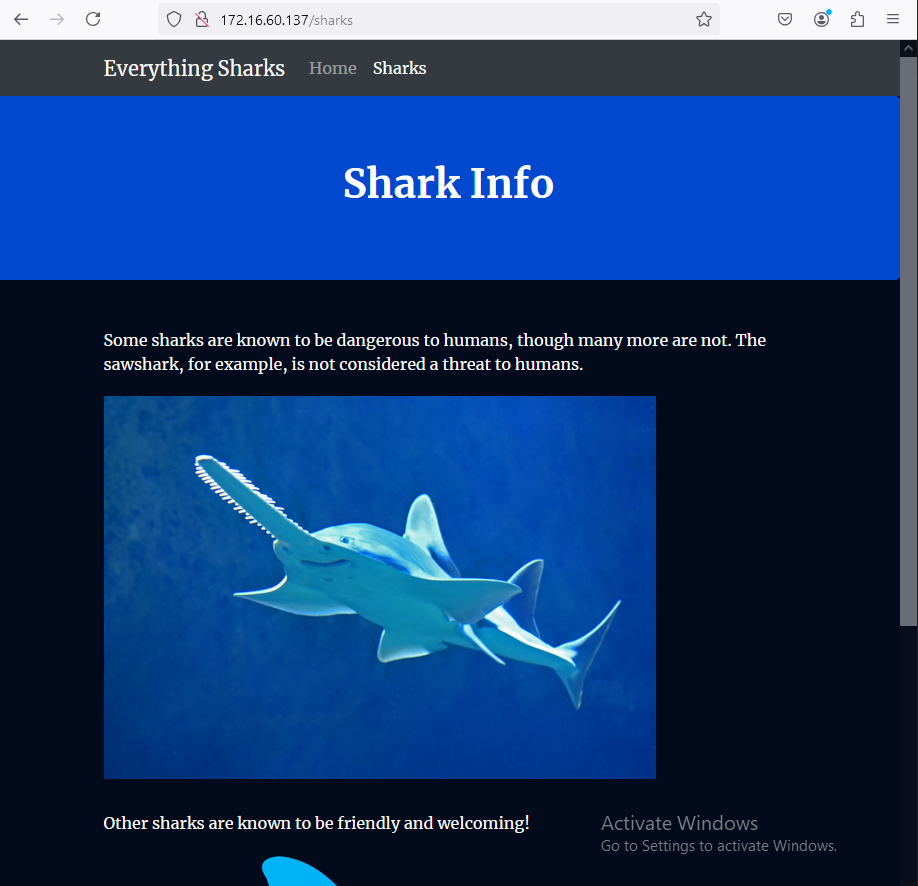 172.16.60.137/sharks
Everything Sharks Home Sharks
Shark Info
Some sharks are known to be dangerous to humans, though many more are not. The
sawshark, for example, is not considered a threat to humans.
Other sharks are known to be friendly and welcoming!
Activate Windows
Go to Settings to activate Windows.